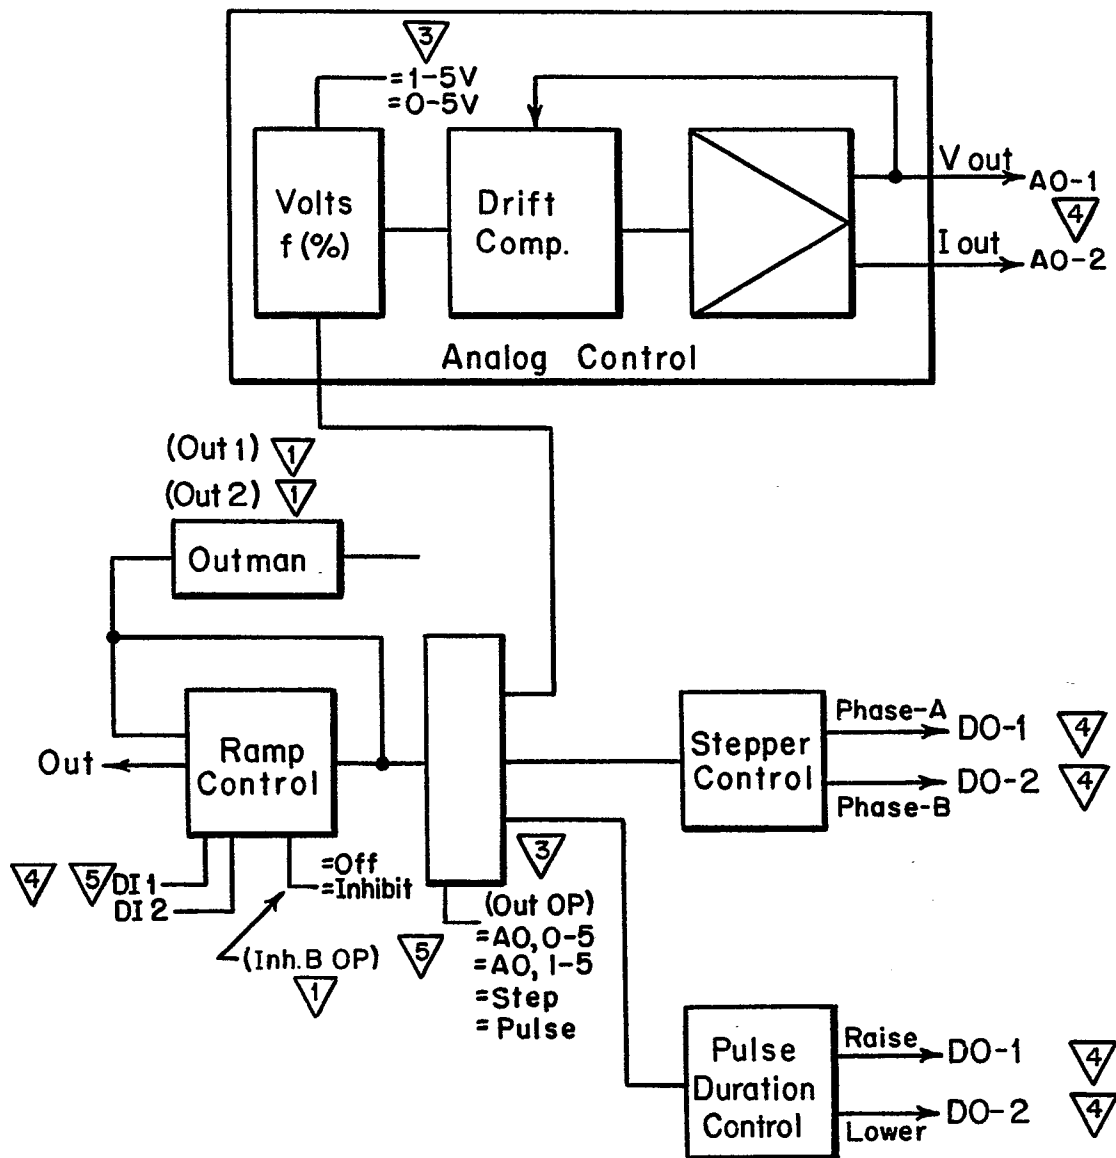 3
=1-5V
=0-5V
Volts
f (%)
Drift
Comp.
V out
AO-1
4
I out
AO-2
Analog Control
(Out 1) 1
(Out 2) 1
Outman
Ramp
Control
Out
4 5 DI 1
DI 2
=Off
=Inhibit
(Inh.B OP)
1
5
3
(Out OP)
=AO, 0-5
=AO, 1-5
=Step
=Pulse
Stepper
Control
Phase-A
DO-1 4
DO-2 4
Phase-B
Pulse
Duration
Control
Raise
DO-1 4
DO-2 4
Lower